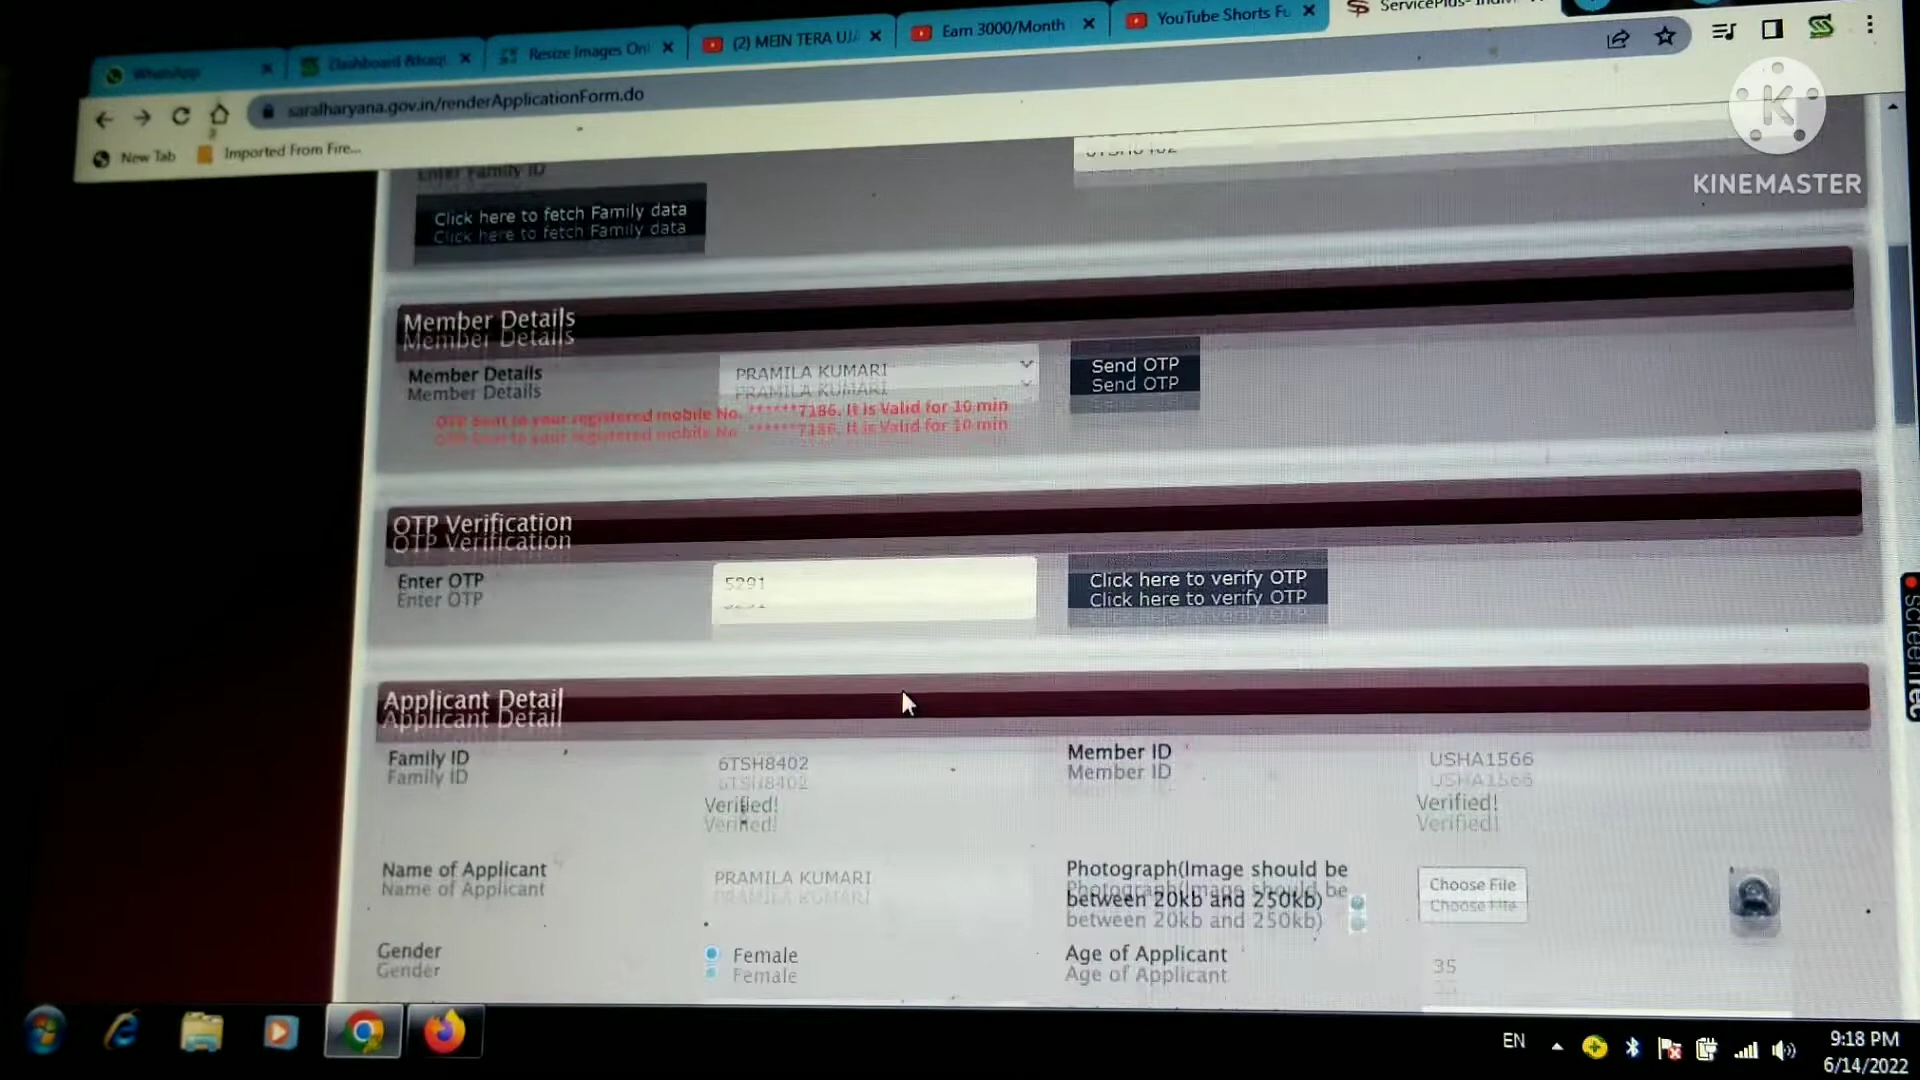 WhatsApp
Dashboard
Resize Images Onl
(2) MEIN TERA UJ
Earn 3000/Month
YouTube Shorts Fu
ServicePlus-
saralharyana.gov.in/renderApplicationForm.do
New Tab
Imported From Fire...
KINEMASTER
Enter Family ID
6TSH8402
Click here to fetch Family data
Member Details
Member Details
PRAMILA KUMARI
Send OTP
OTP Sent to your registered mobile No. ******7186. It is Valid for 10 min
OTP Verification
Enter OTP
5291
Click here to verify OTP
Applicant Detail
Family ID
6TSH8402
Verified!
Member ID
USHA1566
Verified!
Name of Applicant
PRAMILA KUMARI
Photograph(Image should be
between 20kb and 250kb)
Choose File
Gender
Female
Age of Applicant
35
EN
9:18 PM
6/14/2022